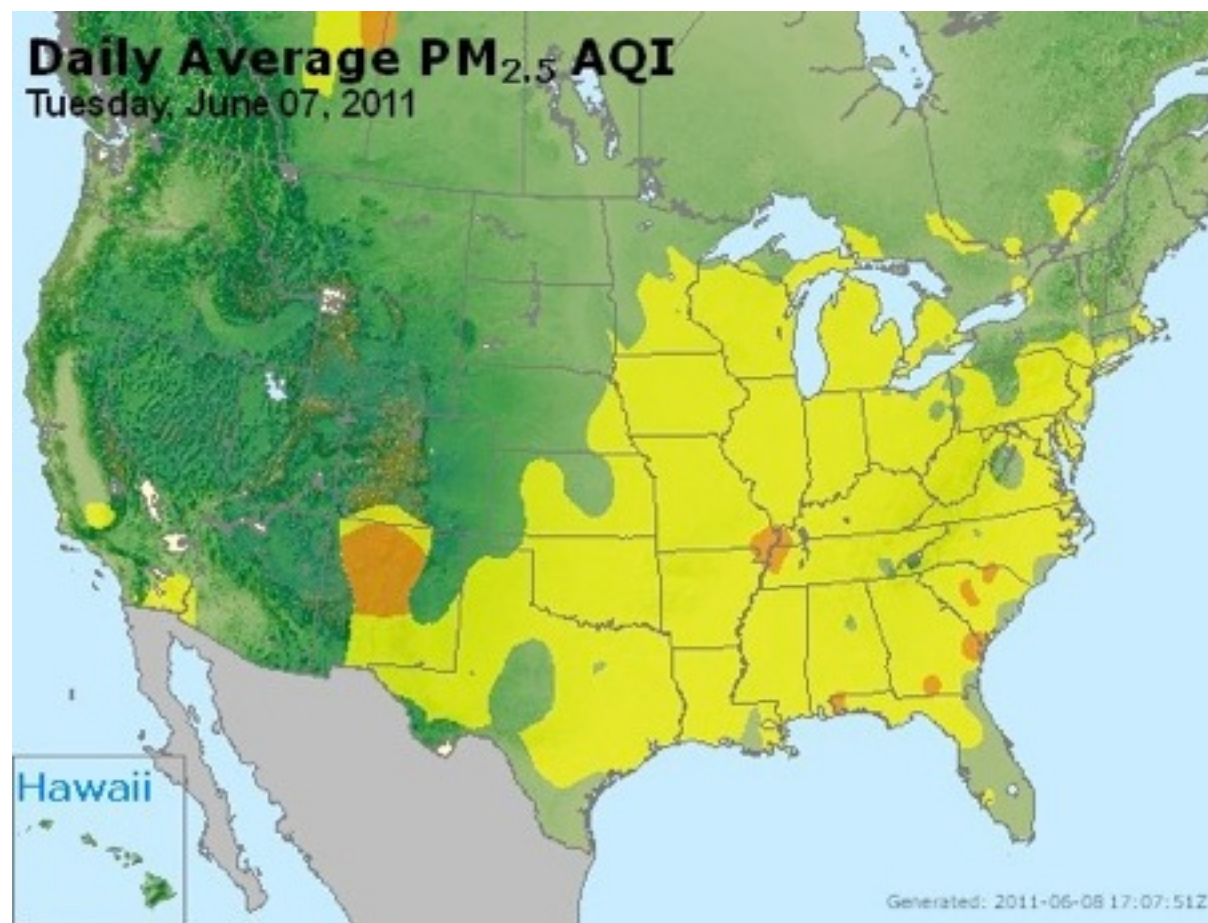 Daily Average PM2.5 AQI
Tuesday, June 07, 2011
Hawaii
Generated: 2011-06-08 17:07:51Z